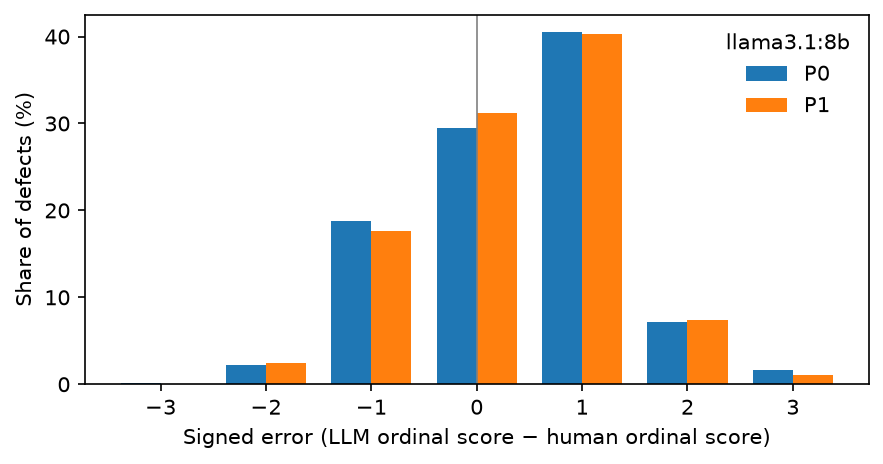 llama3.1:8b
P0
P1
Share of defects (%)
40
30
20
10
0
−3 −2 −1 0 1 2 3
Signed error (LLM ordinal score − human ordinal score)